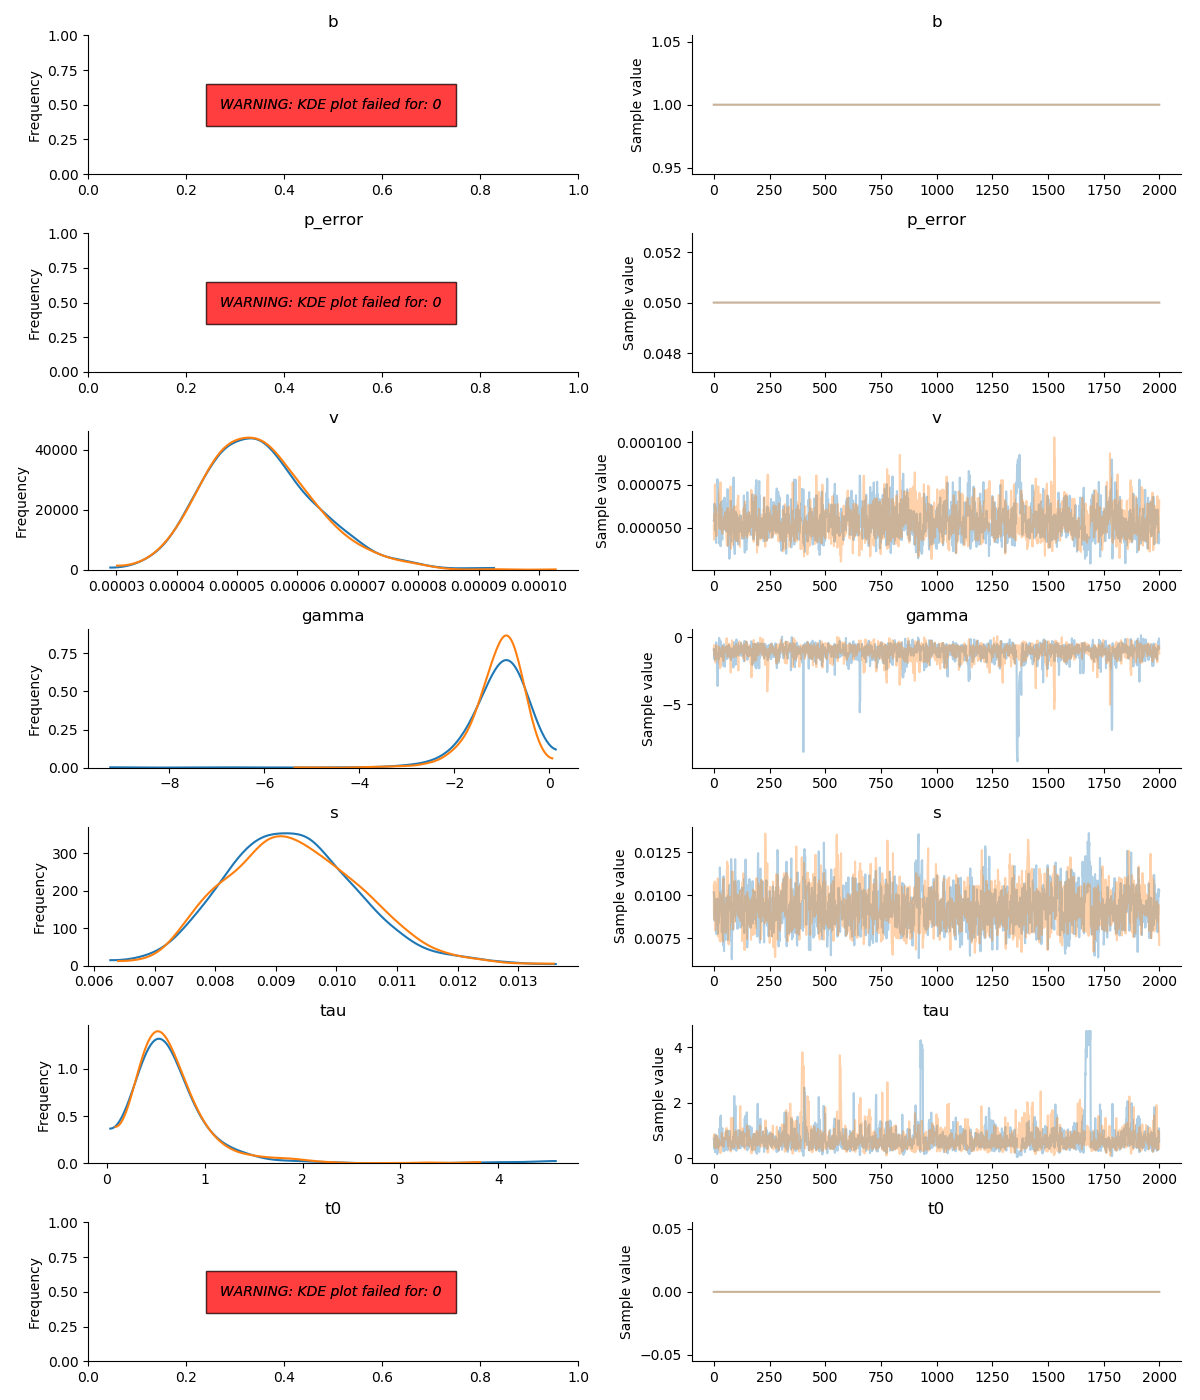 b
Frequency
1.00
0.75
0.50
0.25
0.00
WARNING: KDE plot failed for: 0
0.0 0.2 0.4 0.6 0.8 1.0
b
Sample value
1.05
1.00
0.95
0 250 500 750 1000 1250 1500 1750 2000
p_error
Frequency
1.00
0.75
0.50
0.25
0.00
WARNING: KDE plot failed for: 0
0.0 0.2 0.4 0.6 0.8 1.0
p_error
Sample value
0.052
0.050
0.048
0 250 500 750 1000 1250 1500 1750 2000
v
Frequency
40000
20000
0
0.00003 0.00004 0.00005 0.00006 0.00007 0.00008 0.00009 0.00010
v
Sample value
0.000100
0.000075
0.000050
0 250 500 750 1000 1250 1500 1750 2000
gamma
Frequency
0.75
0.50
0.25
0.00
−8 −6 −4 −2 0
gamma
Sample value
0
−5
0 250 500 750 1000 1250 1500 1750 2000
s
Frequency
300
200
100
0
0.006 0.007 0.008 0.009 0.010 0.011 0.012 0.013
s
Sample value
0.0125
0.0100
0.0075
0 250 500 750 1000 1250 1500 1750 2000
tau
Frequency
1.0
0.5
0.0
0 1 2 3 4
tau
Sample value
4
2
0
0 250 500 750 1000 1250 1500 1750 2000
t0
Frequency
1.00
0.75
0.50
0.25
0.00
WARNING: KDE plot failed for: 0
0.0 0.2 0.4 0.6 0.8 1.0
t0
Sample value
0.05
0.00
−0.05
0 250 500 750 1000 1250 1500 1750 2000